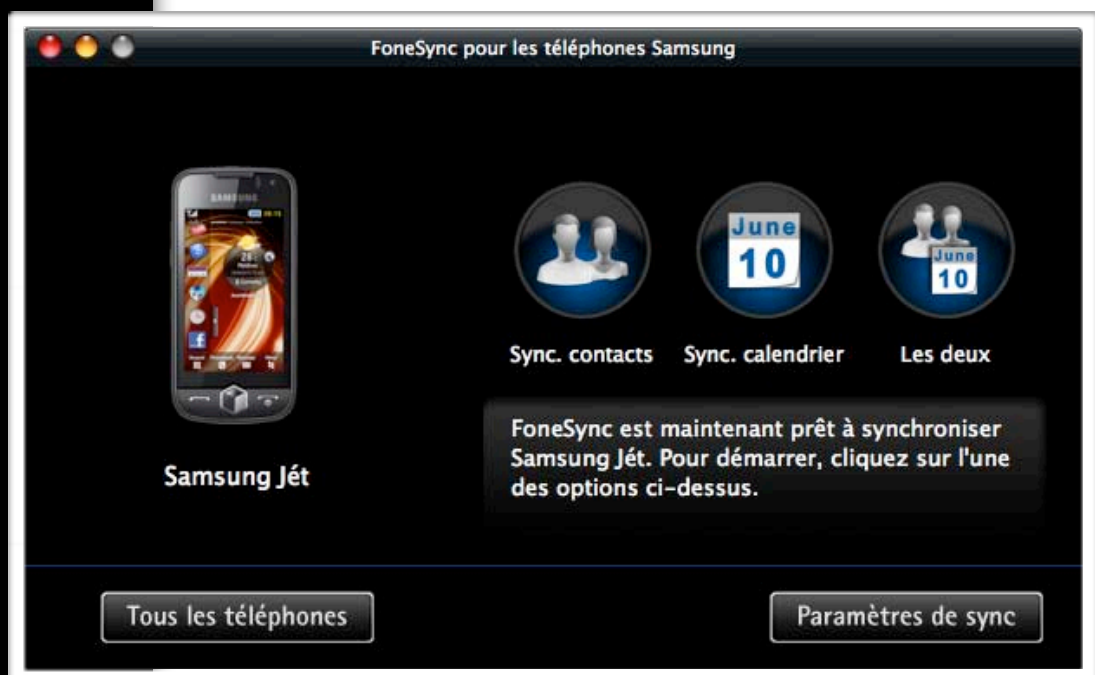 FoneSync pour les téléphones Samsung
SAMSUNG
June
10
June
10
Sync. contacts
Sync. calendrier
Les deux
FoneSync est maintenant prêt à synchroniser
Samsung Jét. Pour démarrer, cliquez sur l'une
des options ci-dessus.
Samsung Jét
Tous les téléphones
Paramètres de sync